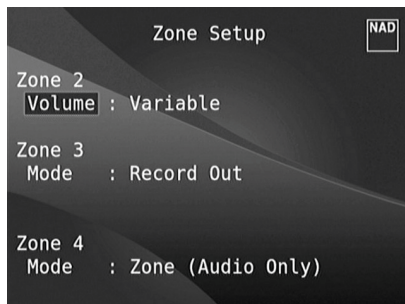 Zone Setup
NAD
Zone 2
Volume : Variable
Zone 3
Mode : Record Out
Zone 4
Mode : Zone (Audio Only)